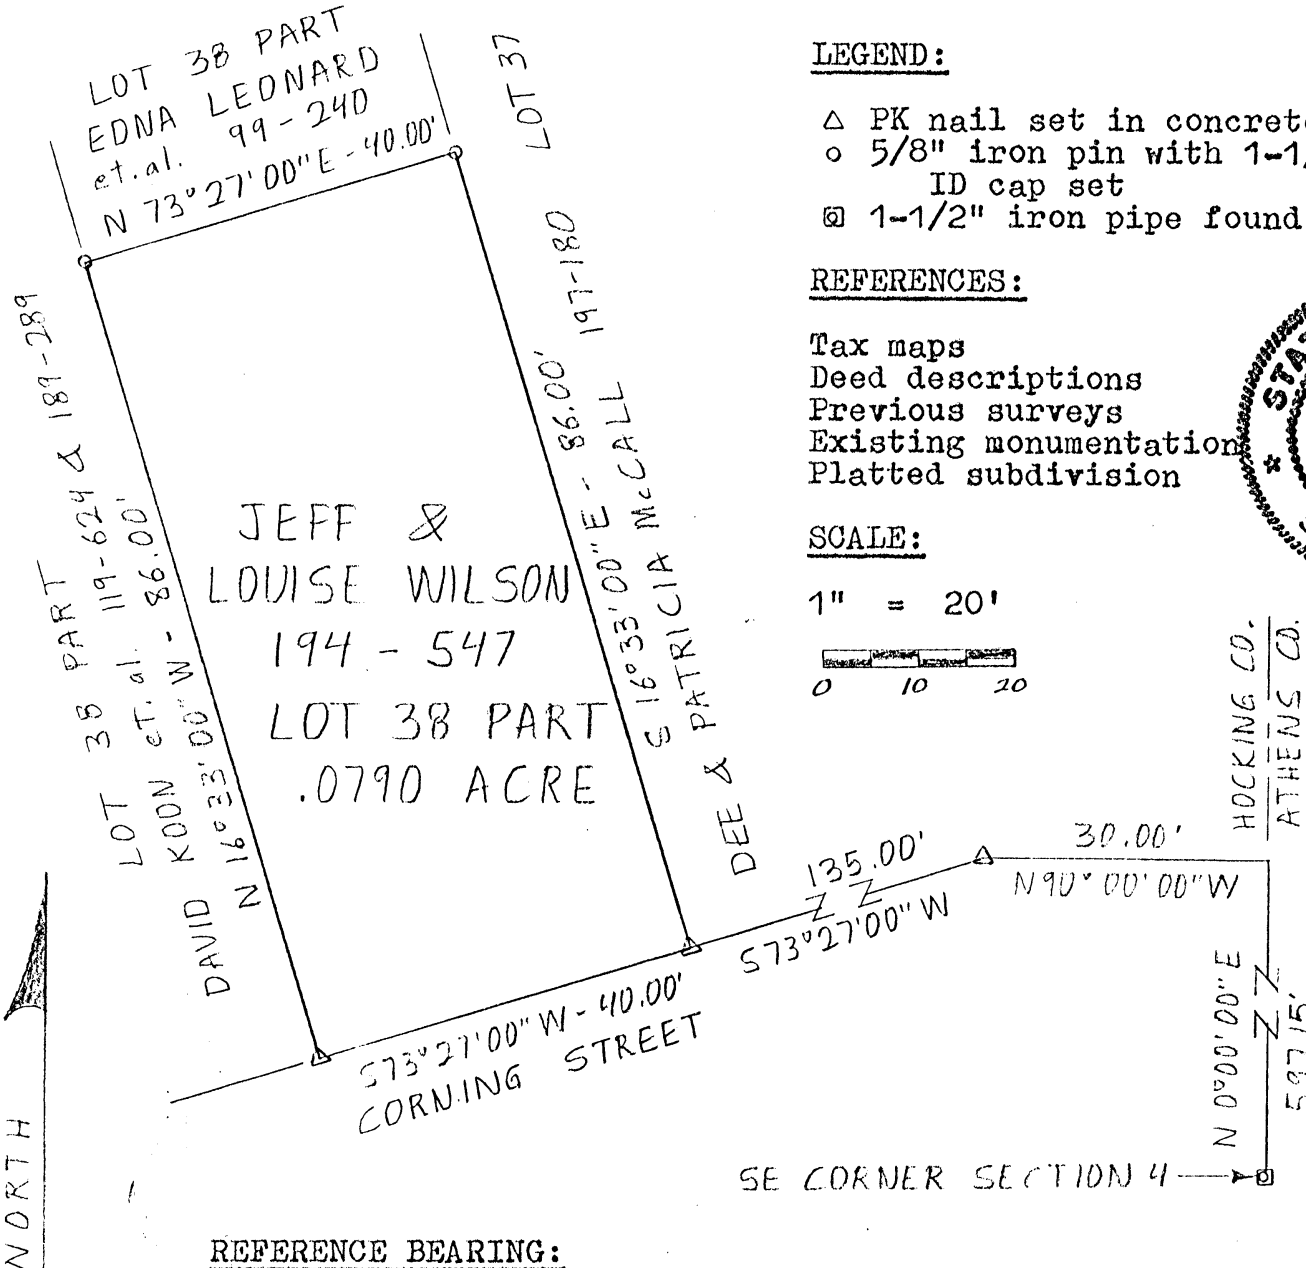 LOT 38 PART
EDNA LEONARD
et.al. 99-240
N 73°27'00"E - 40.00'
LOT 37
LEGEND:
△ PK nail set in concrete
o 5/8" iron pin with 1-1/
ID cap set
1-1/2" iron pipe found
REFERENCES:
Tax maps
Deed descriptions
Previous surveys
Existing monumentation
Platted subdivision
SCALE:
1" = 20'
0 10 20
LOT 38 PART
119-624 & 189-289
DAVID KOON et.al.
N 16°33'00"W - 86.00'
JEFF &
LOUISE WILSON
194 - 547
LOT 38 PART
.0790 ACRE
S 16°33'00"E - 86.00'
DEE & PATRICIA McCALL 197-180
HOCKING CO.
ATHENS CO.
135.00'
S73°27'00"W
30.00'
N90°00'00"W
N 0°00'00"E
597.15'
S73°27'00"W - 40.00'
CORNING STREET
SE CORNER SECTION 4
NORTH
REFERENCE BEARING: